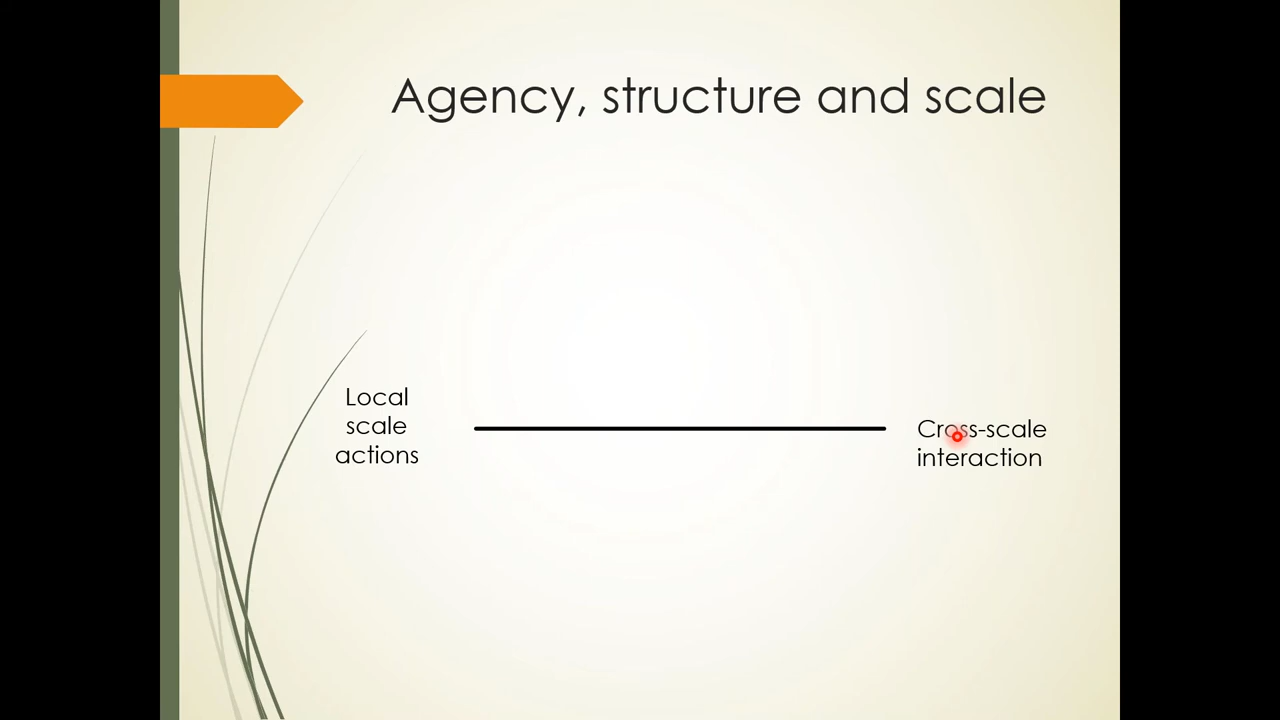 Agency, structure and scale
Local
scale
actions
Cross-scale
interaction